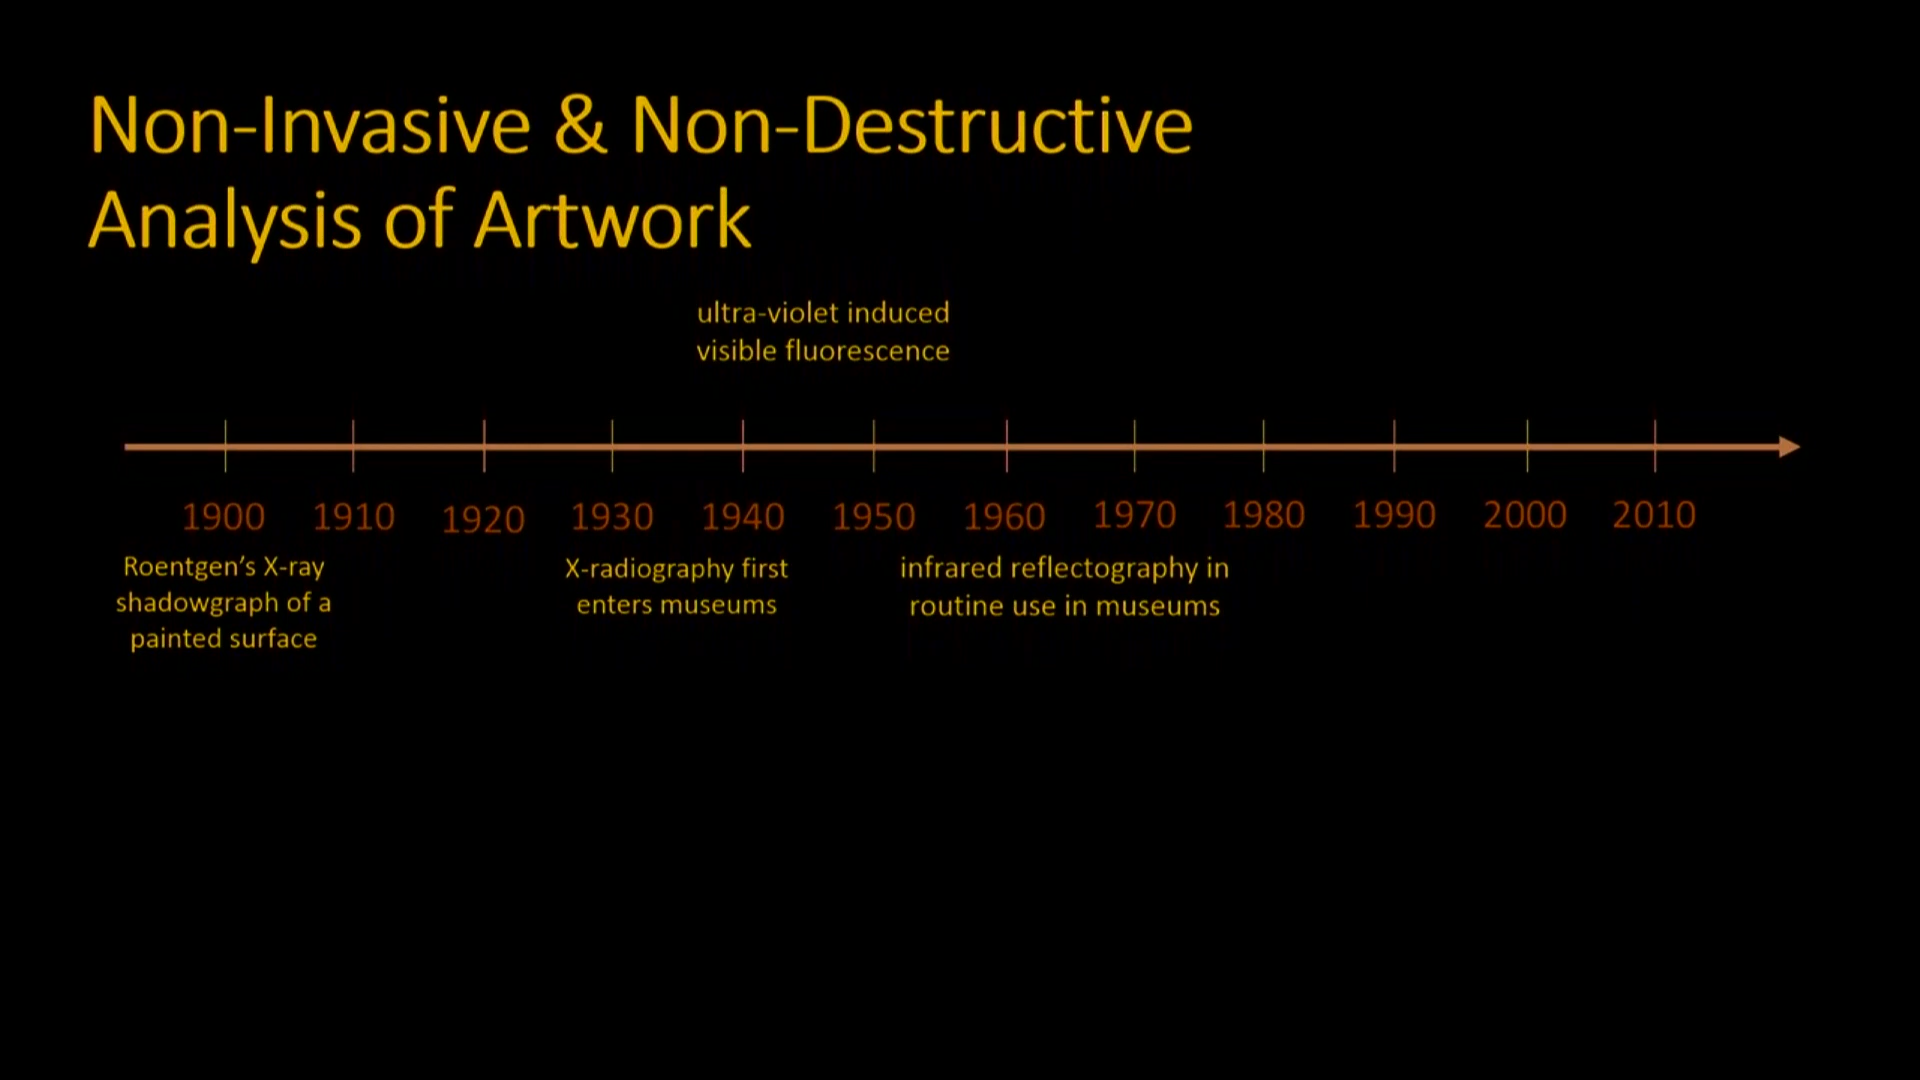 Non-Invasive & Non-Destructive
Analysis of Artwork
ultra-violet induced
visible fluorescence
1900 1910 1920 1930 1940 1950 1960 1970 1980 1990 2000 2010
Roentgen’s X-ray
shadowgraph of a
painted surface
X-radiography first
enters museums
infrared reflectography in
routine use in museums